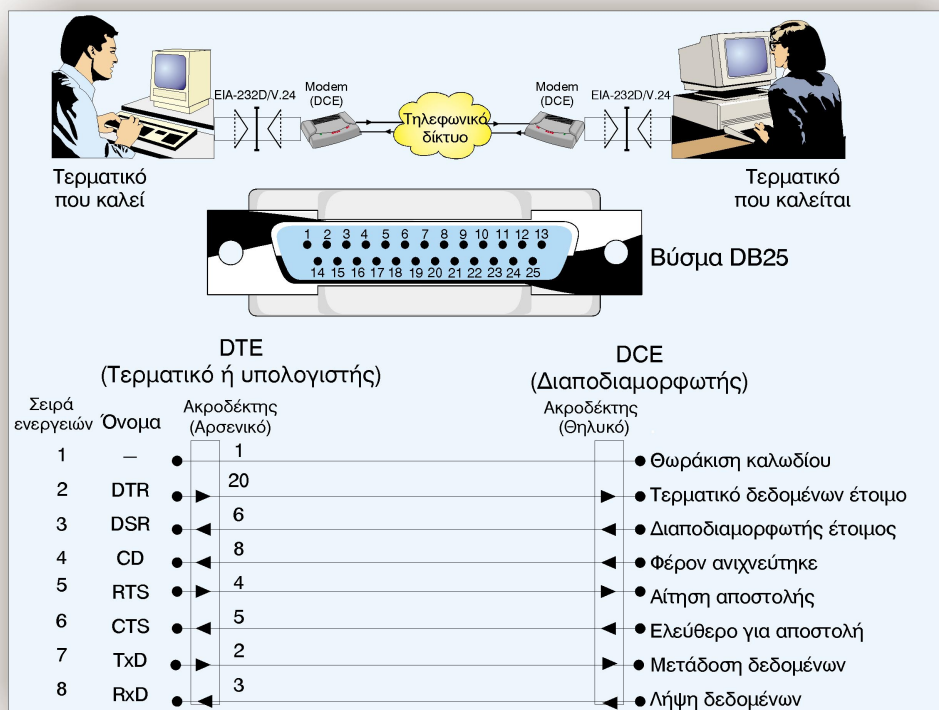 EIA-232D/V.24
Modem
(DCE)
Τηλεφωνικό
δίκτυο
Modem
(DCE)
EIA-232D/V.24
Τερματικό
που καλεί
Τερματικό
που καλείται
1 2 3 4 5 6 7 8 9 10 11 12 13
14 15 16 17 18 19 20 21 22 23 24 25
Βύσμα DB25
DTE
(Τερματικό ή υπολογιστής)
DCE
(Διαποδιαμορφωτής)
Σειρά
ενεργειών
Όνομα
Ακροδέκτης
(Αρσενικό)
Ακροδέκτης
(Θηλυκό)
1 – 1 Θωράκιση καλωδίου
2 DTR 20 Τερματικό δεδομένων έτοιμο
3 DSR 6 Διαποδιαμορφωτής έτοιμος
4 CD 8 Φέρον ανιχνεύτηκε
5 RTS 4 Αίτηση αποστολής
6 CTS 5 Ελεύθερο για αποστολή
7 TxD 2 Μετάδοση δεδομένων
8 RxD 3 Λήψη δεδομένων